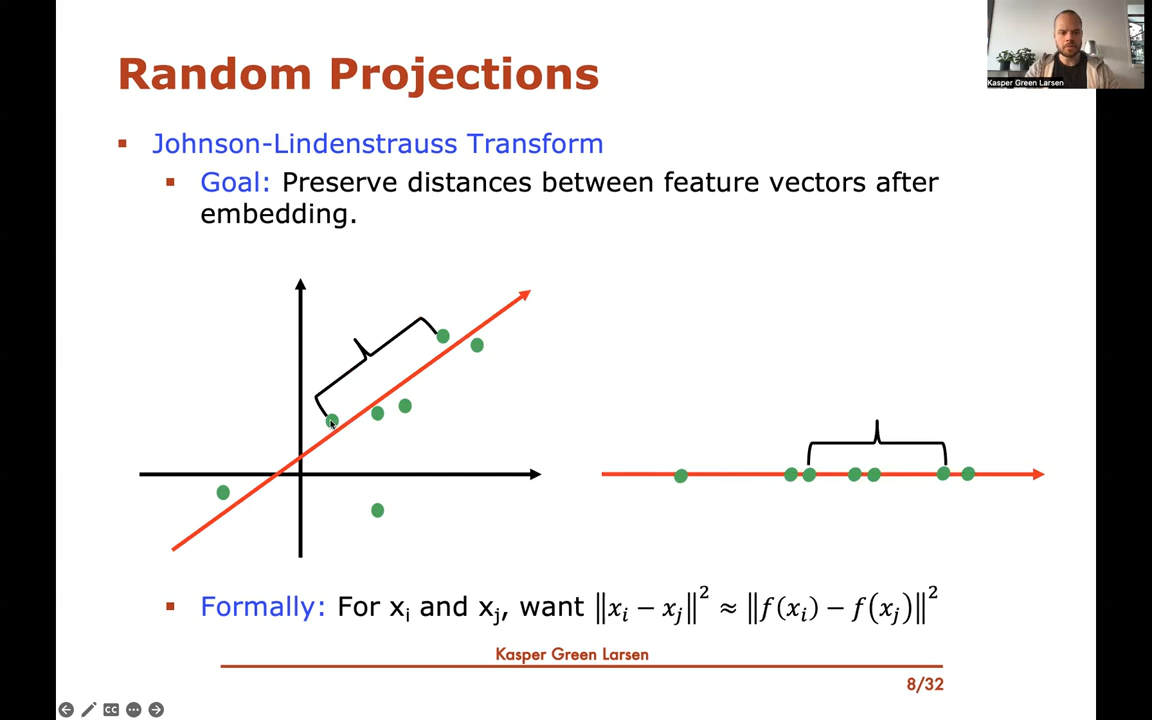 Random Projections
Kasper Green Larsen
▪ Johnson-Lindenstrauss Transform
▪ Goal: Preserve distances between feature vectors after
embedding.
▪ Formally: For xᵢ and xⱼ, want ‖𝑥ᵢ − 𝑥ⱼ‖² ≈ ‖𝑓(𝑥ᵢ) − 𝑓(𝑥ⱼ)‖²
Kasper Green Larsen
8/32
CC